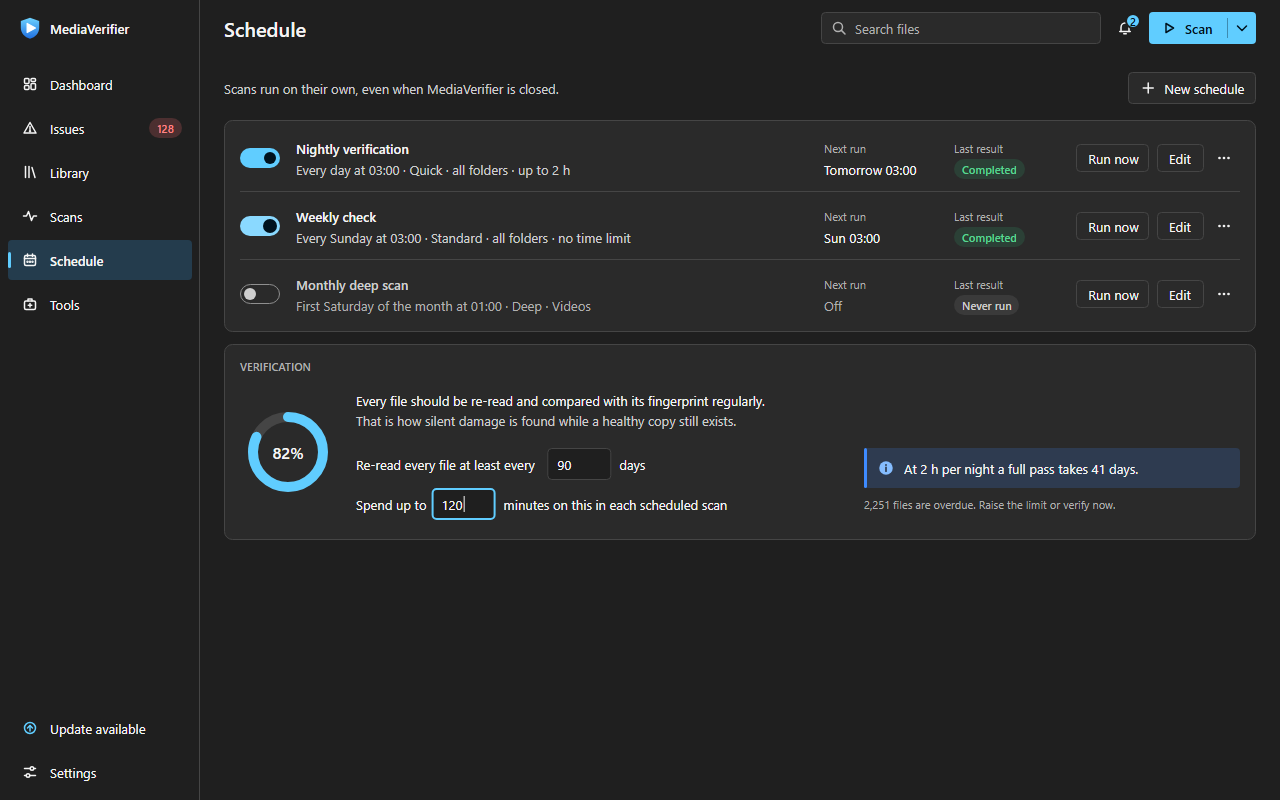 MediaVerifier
Schedule
Search files
2
Scan
Dashboard
Issues
128
Library
Scans
Schedule
Tools
Update available
Settings
Scans run on their own, even when MediaVerifier is closed.
New schedule
Nightly verification
Every day at 03:00 · Quick · all folders · up to 2 h
Next run
Tomorrow 03:00
Last result
Completed
Run now
Edit
Weekly check
Every Sunday at 03:00 · Standard · all folders · no time limit
Next run
Sun 03:00
Last result
Completed
Run now
Edit
Monthly deep scan
First Saturday of the month at 01:00 · Deep · Videos
Next run
Off
Last result
Never run
Run now
Edit
VERIFICATION
82%
Every file should be re-read and compared with its fingerprint regularly.
That is how silent damage is found while a healthy copy still exists.
Re-read every file at least every 90 days
Spend up to 120 minutes on this in each scheduled scan
At 2 h per night a full pass takes 41 days.
2,251 files are overdue. Raise the limit or verify now.